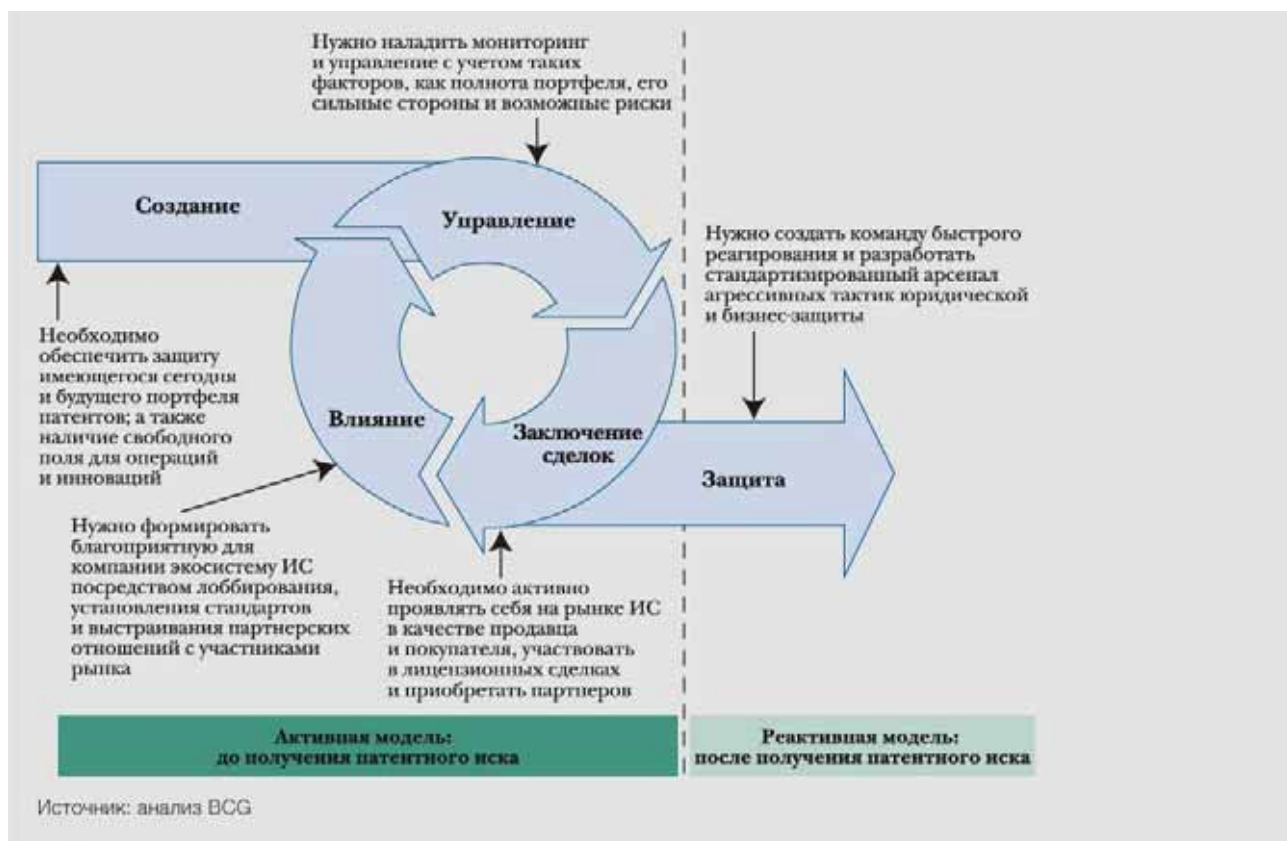 Нужно наладить мониторинг
и управление с учетом таких
факторов, как полнота портфеля, его
сильные стороны и возможные риски
Создание
Управление
Нужно создать команду быстрого
реагирования и разработать
стандартизированный арсенал
агрессивных тактик юридической
и бизнес-защиты
Необходимо
обеспечить защиту
имеющегося сегодня
и будущего портфеля
патентов; а также
наличие свободного
поля для операций
и инноваций
Влияние
Заключение
сделок
Защита
Нужно формировать
благоприятную для
компании экосистему ИС
посредством лоббирования,
установления стандартов
и выстраивания партнерских
отношений с участниками
рынка
Необходимо активно
проявлять себя на рынке ИС
в качестве продавца
и покупателя, участвовать
в лицензионных сделках
и приобретать партнеров
Активная модель:
до получения патентного иска
Реактивная модель:
после получения патентного иска
Источник: анализ BCG